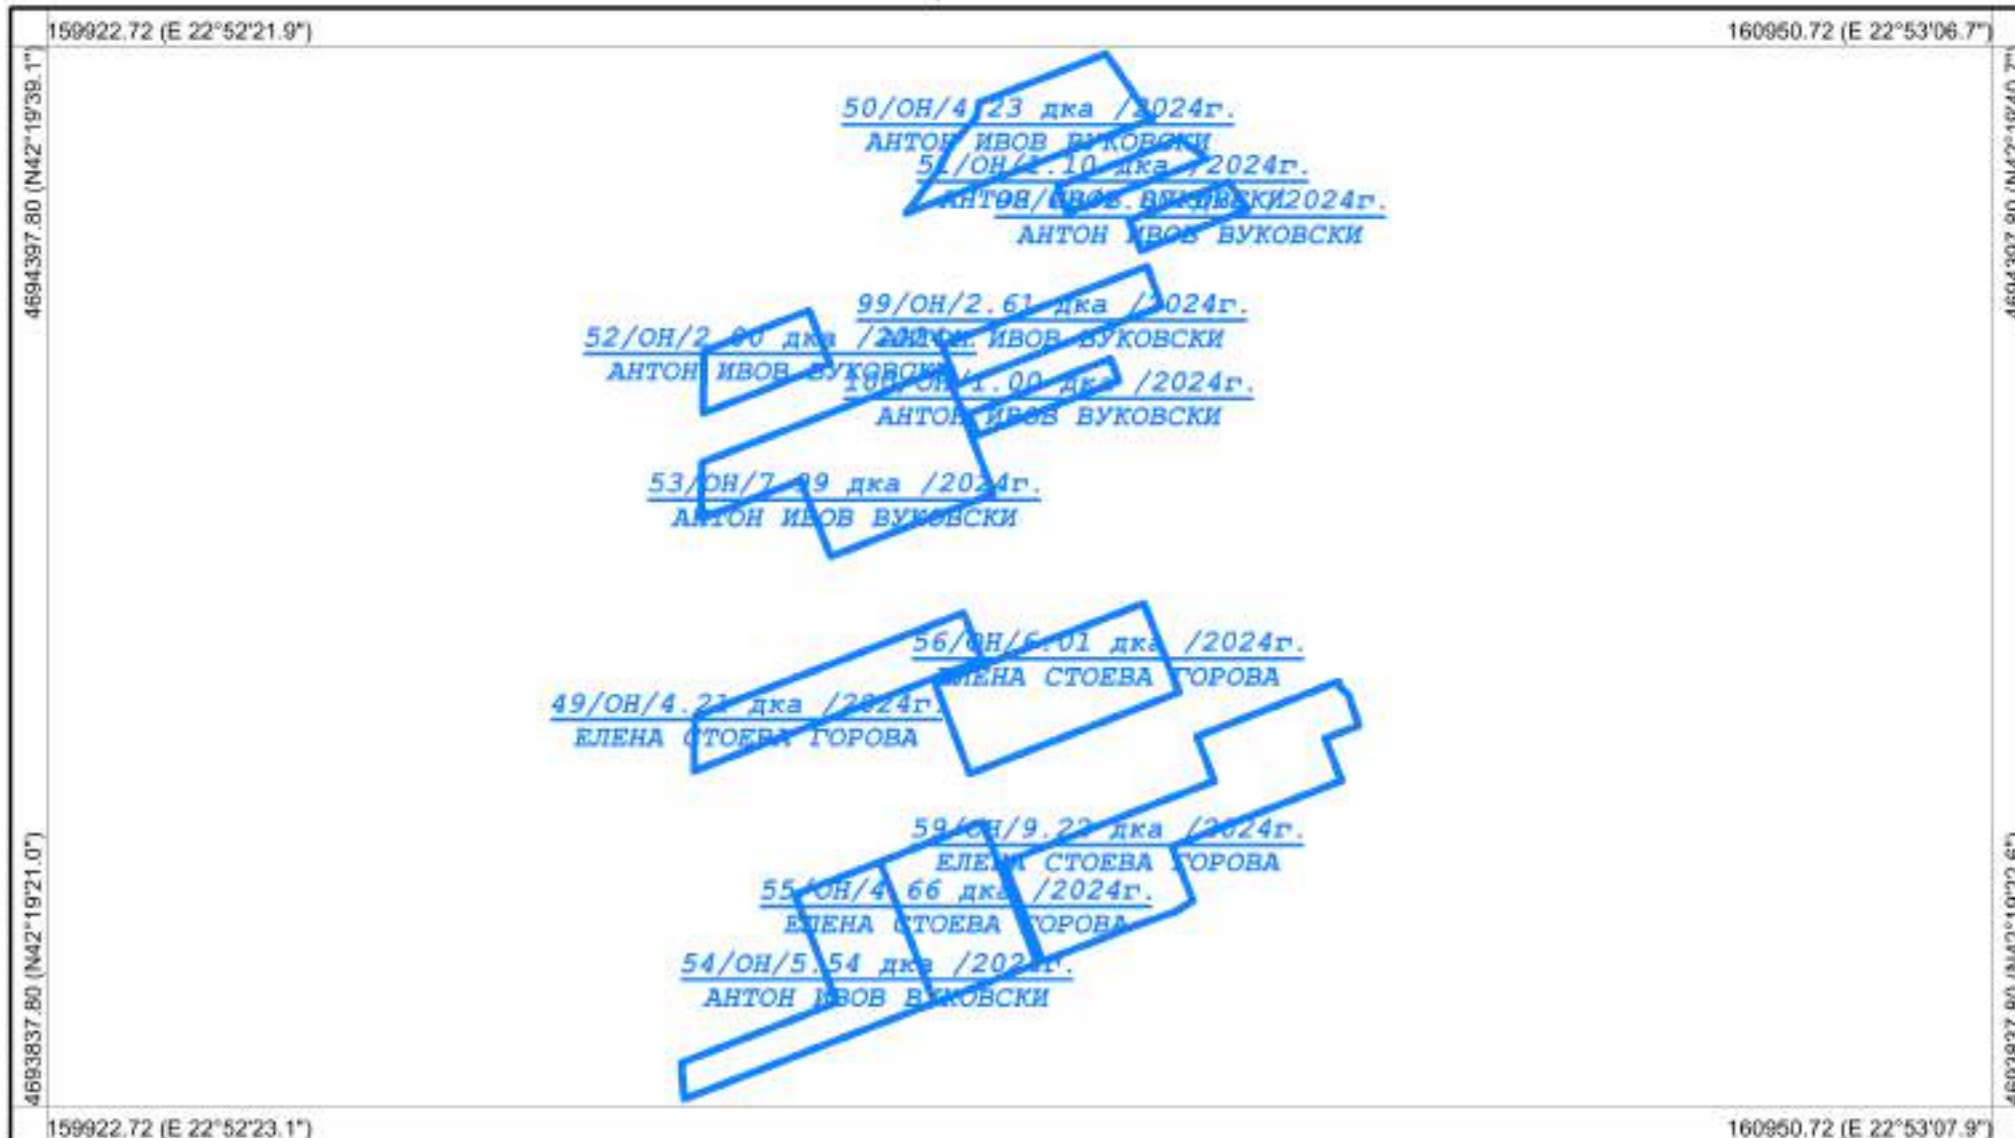 159922.72 (E 22°52'21.9")
160950.72 (E 22°53'06.7")
4694397.80 (N42°19'39.1")
50/ОН/4.23 дка /2024г.
АНТОН ИВОВ ВУКОВСКИ
51/ОН/1.10 дка /2024г.
АНТОН ИВОВ ВУКОВСКИ
/2024г.
АНТОН ИВОВ ВУКОВСКИ
99/ОН/2.61 дка /2024г.
АНТОН ИВОВ ВУКОВСКИ
52/ОН/2.00 дка
АНТОН ИВОВ ВУКОВСКИ
100/ОН/1.00 дка /2024г.
АНТОН ИВОВ ВУКОВСКИ
53/ОН/7. дка /2024г.
АНТОН ИВОВ ВУКОВСКИ
56/ОН/6.01 дка /2024г.
ЕЛЕНА СТОЕВА ГОРОВА
49/ОН/4.21 дка /2024г.
ЕЛЕНА СТОЕВА ГОРОВА
59/ОН/9.22 дка /2024г.
ЕЛЕНА СТОЕВА ГОРОВА
55/ОН/4.66 дка /2024г.
ЕЛЕНА СТОЕВА ГОРОВА
54/ОН/5.54 дка /2024г.
АНТОН ИВОВ ВУКОВСКИ
4693837.80 (N42°19'21.0")
159922.72 (E 22°52'23.1")
160950.72 (E 22°53'07.9")